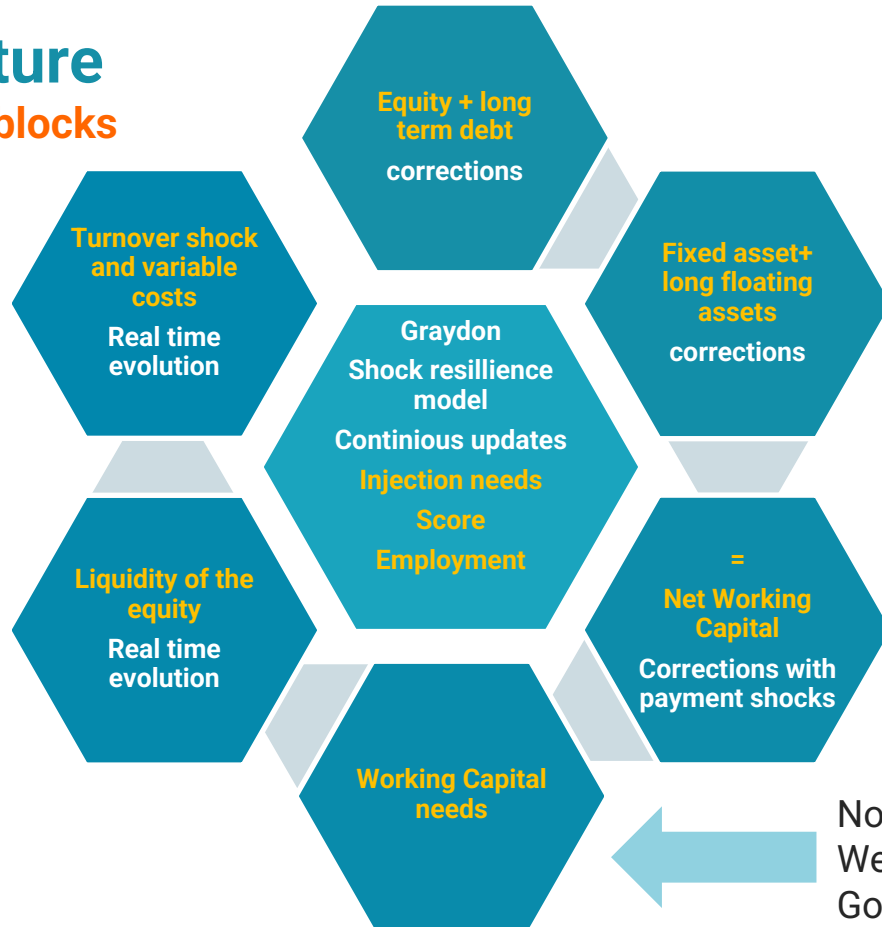 ture
blocks
Equity + long
term debt
corrections
Fixed asset+
long floating
assets
corrections
=
Net Working
Capital
Corrections with
payment shocks
Working Capital
needs
Liquidity of the
equity
Real time
evolution
Turnover shock
and variable
costs
Real time
evolution
Graydon
Shock resillience
model
Continious updates
Injection needs
Score
Employment
No
We
Go